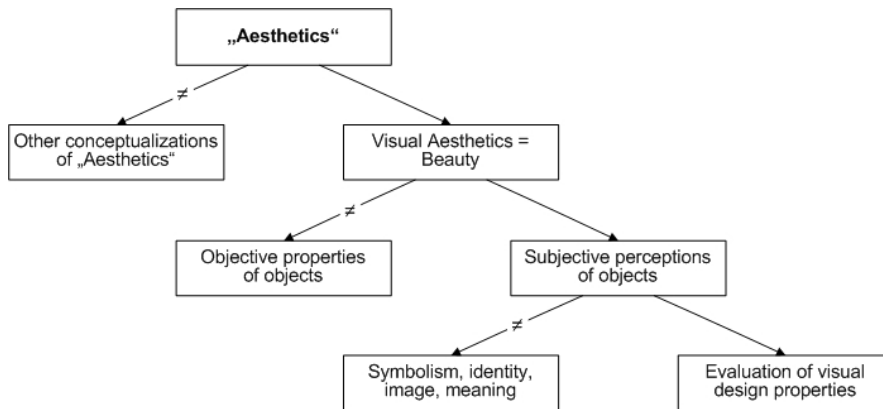 „Aesthetics“
≠
Other conceptualizations
of „Aesthetics“
Visual Aesthetics =
Beauty
≠
Objective properties
of objects
Subjective perceptions
of objects
≠
Symbolism, identity,
image, meaning
Evaluation of visual
design properties